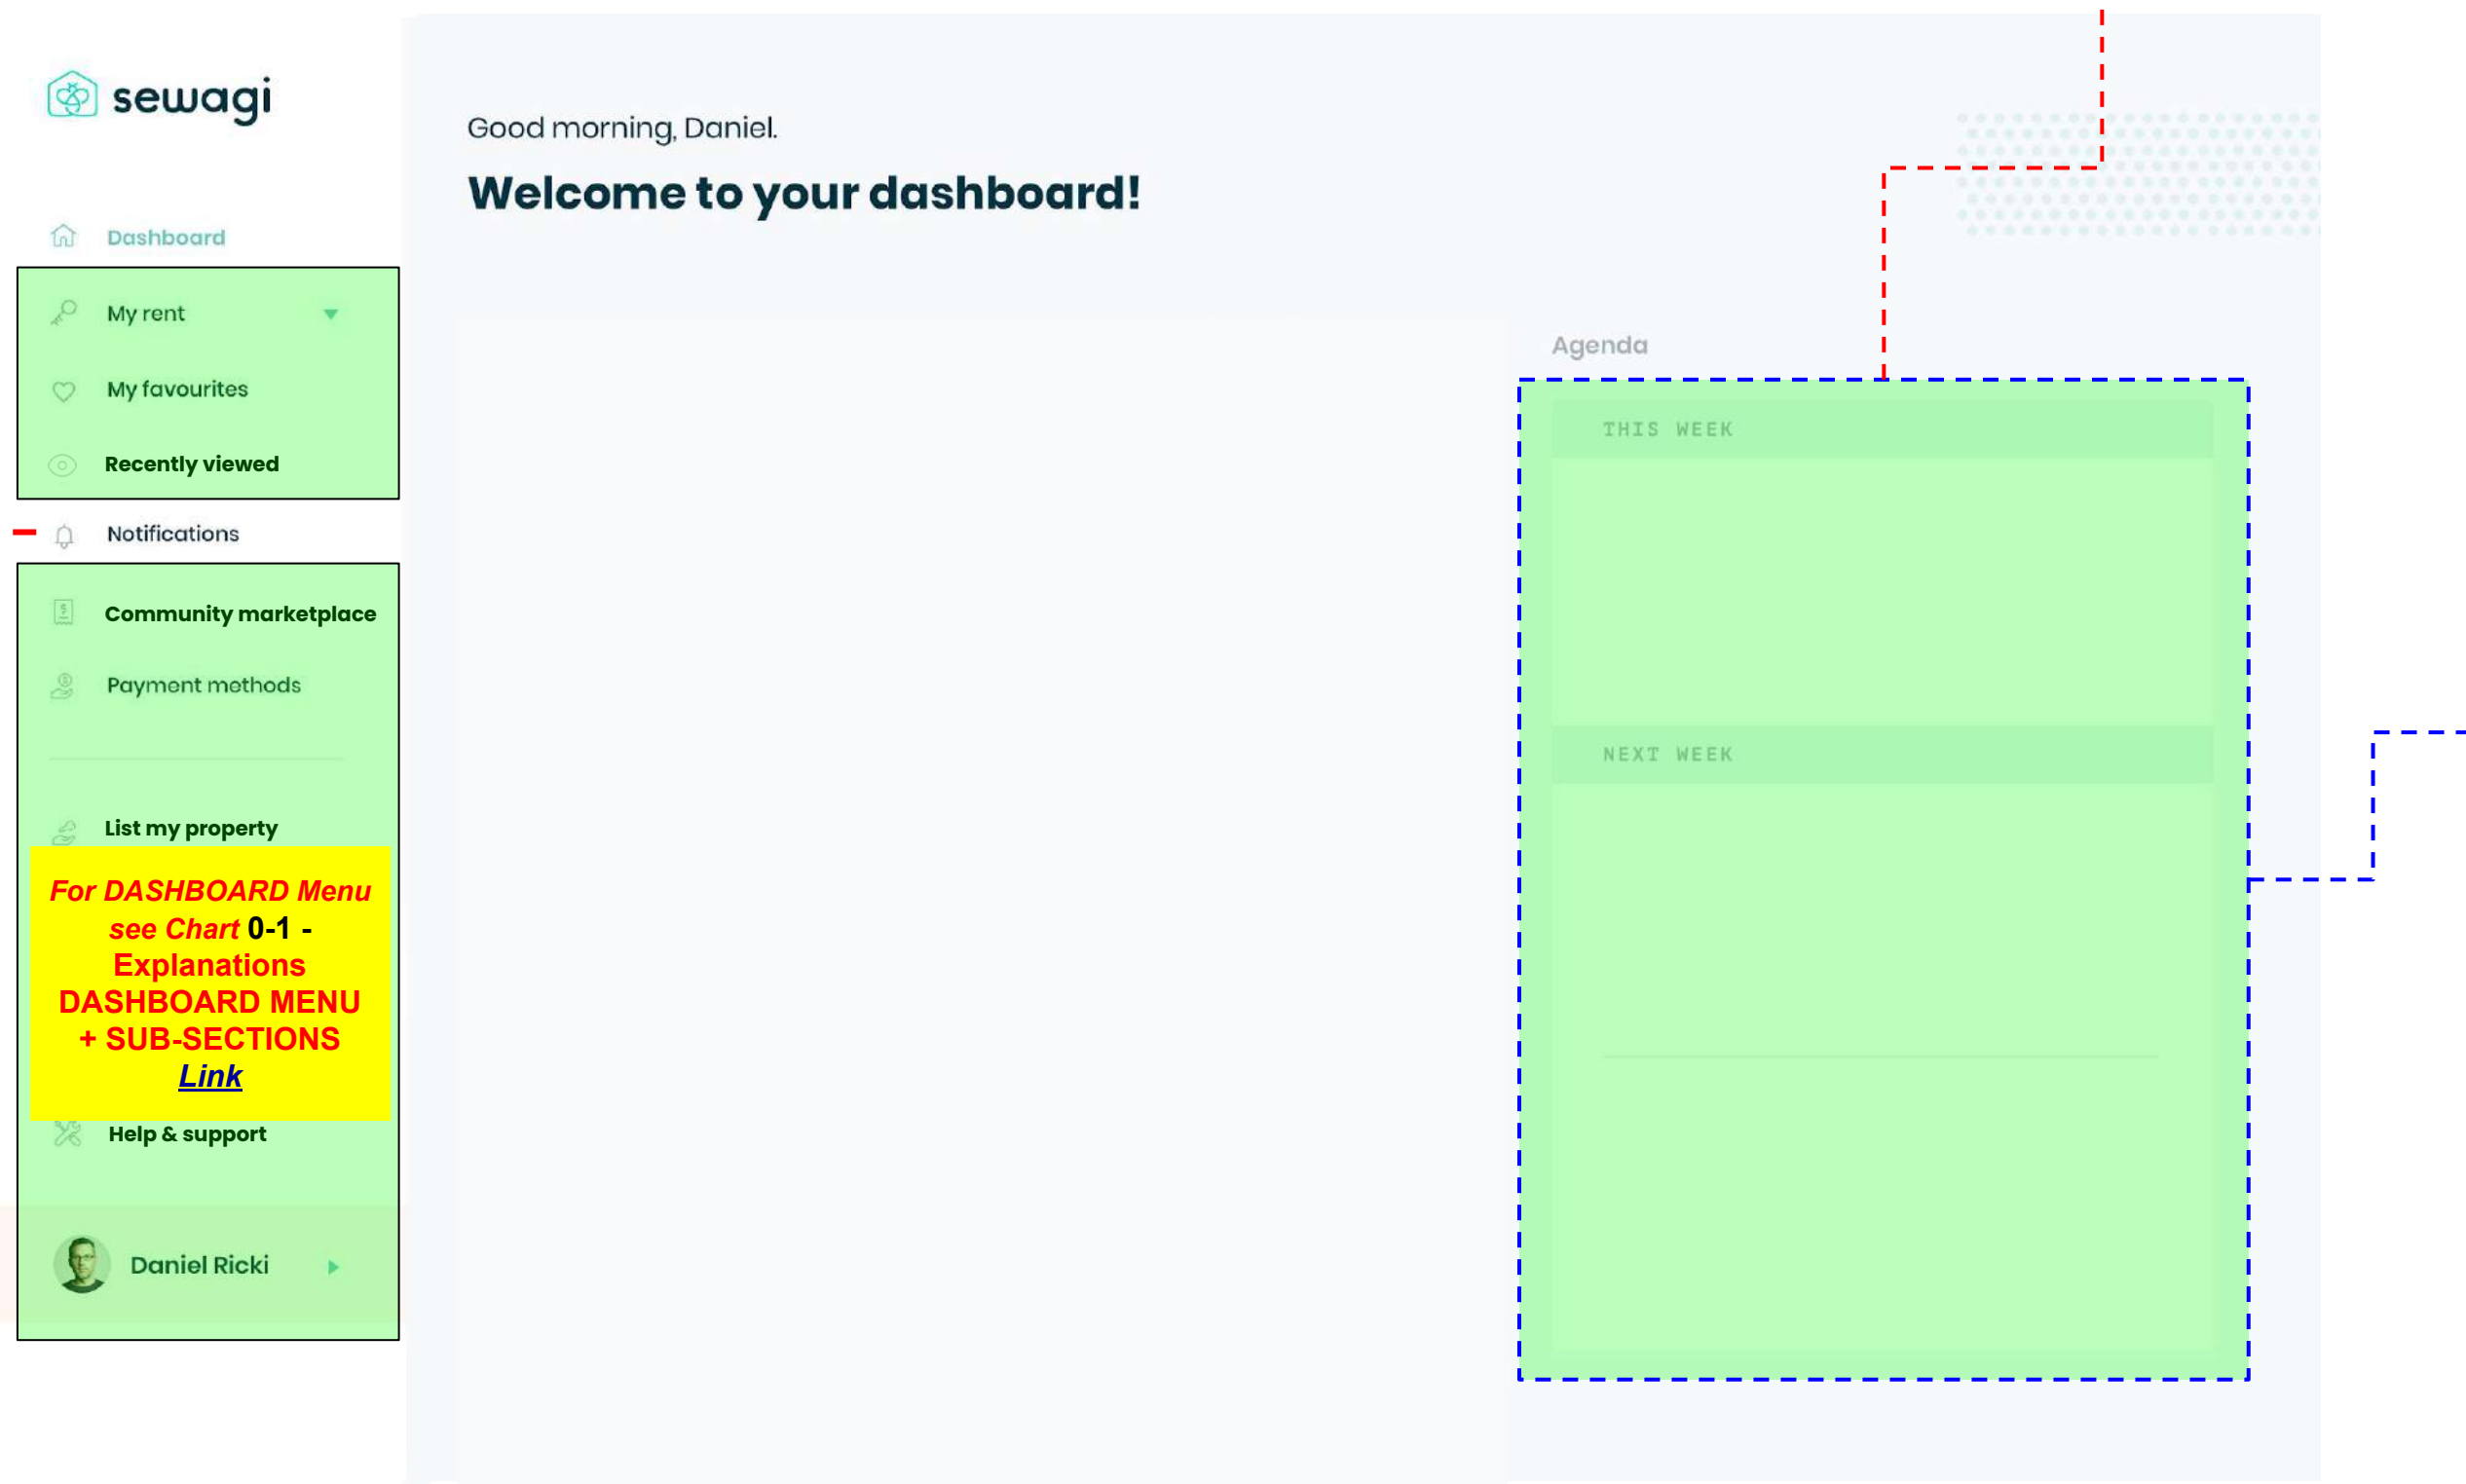 sewagi
Good morning, Daniel.
Welcome to your dashboard!
Dashboard
My rent
My favourites
Recently viewed
Notifications
Community marketplace
Payment methods
List my property
For DASHBOARD Menu
see Chart 0-1 -
Explanations
DASHBOARD MENU
+ SUB-SECTIONS
Link
Help & support
Daniel Ricki
Agenda
THIS WEEK
NEXT WEEK